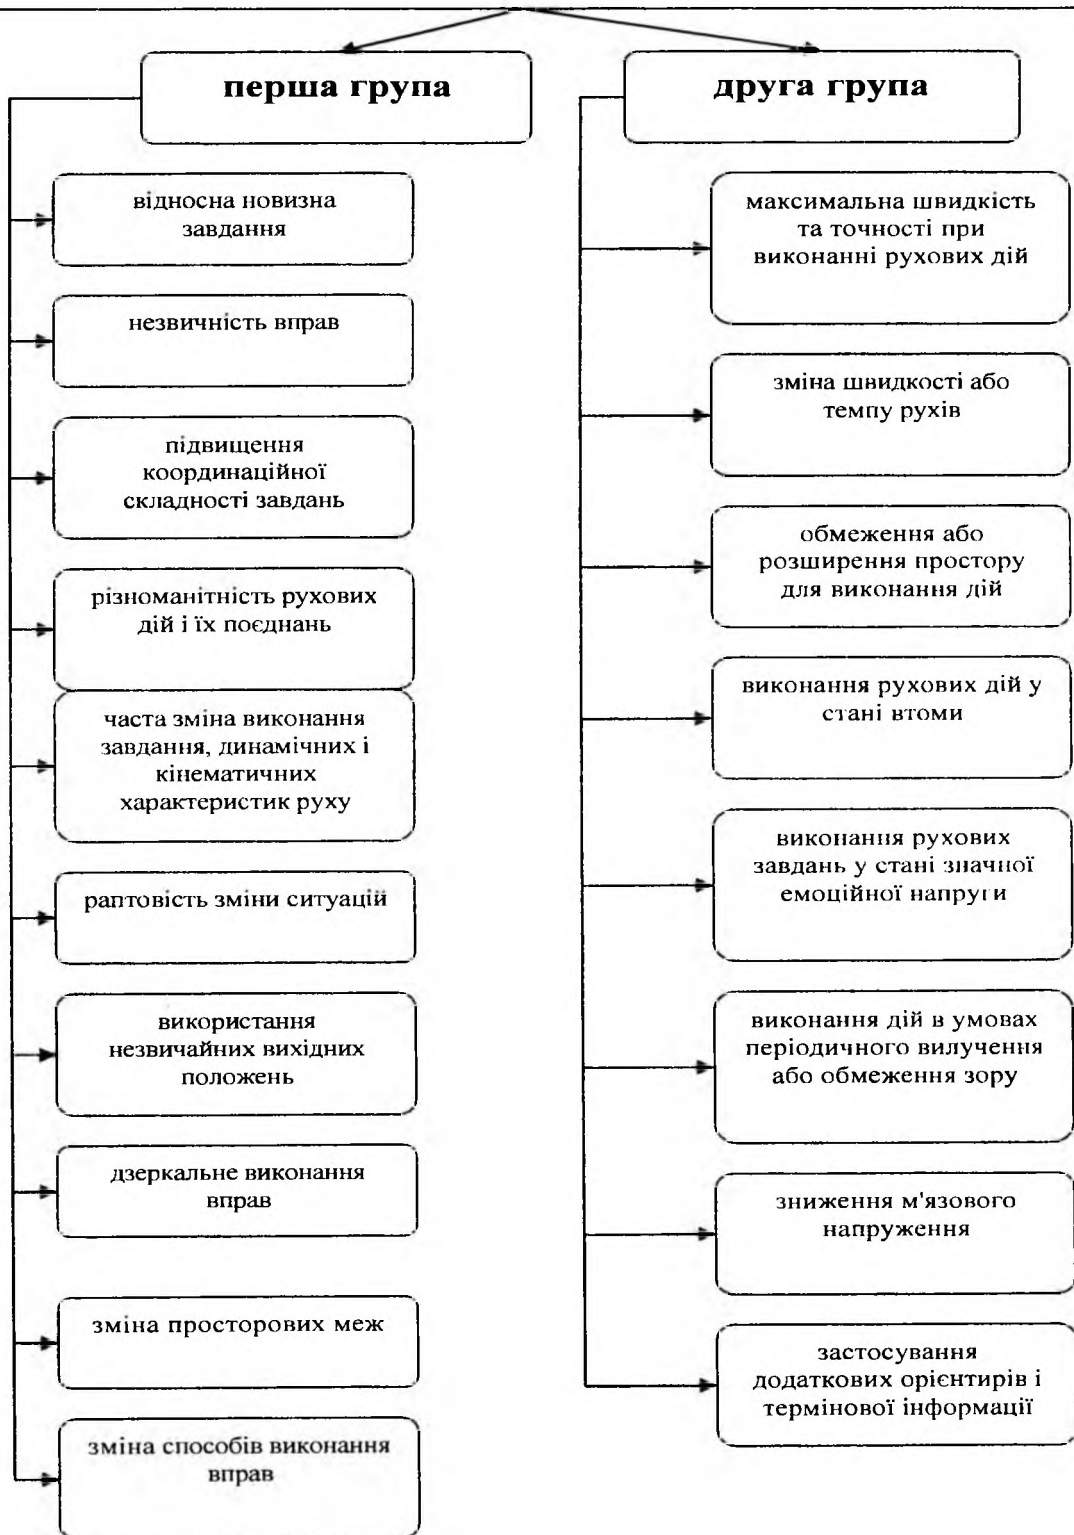 перша група
відносна новизна
завдання
незвичність вправ
підвищення
координаційної
складності завдань
різноманітність рухових
дій і їх поєднань
часта зміна виконання
завдання, динамічних і
кінематичних
характеристик руху
раптовість зміни ситуацій
використання
незвичайних вихідних
положень
дзеркальне виконання
вправ
зміна просторових меж
зміна способів виконання
вправ
друга група
максимальна швидкість
та точності при
виконанні рухових дій
зміна швидкості або
темпу рухів
обмеження або
розширення простору
для виконання дій
виконання рухових дій у
стані втоми
виконання рухових
завдань у стані значної
емоційної напруги
виконання дій в умовах
періодичного вилучення
або обмеження зору
зниження м'язового
напруження
застосування
додаткових орієнтирів і
термінової інформації